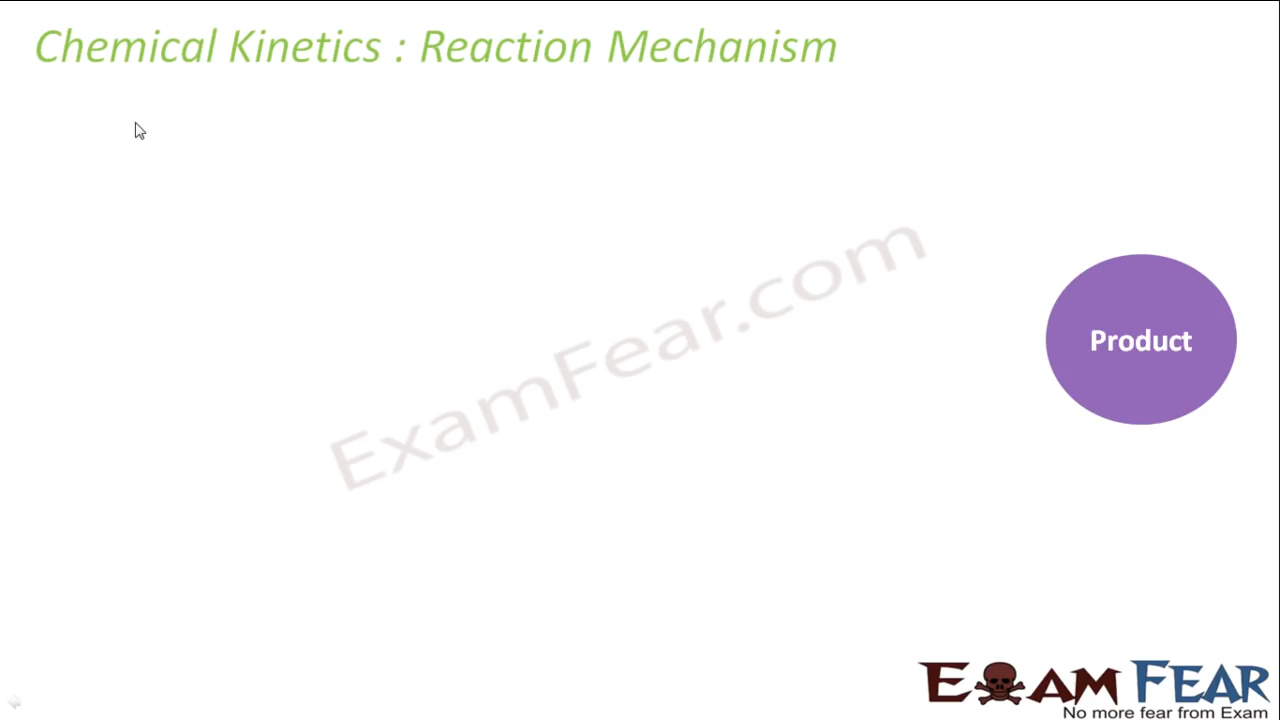 Chemical Kinetics : Reaction Mechanism
ExamFear.com
Product
EXAM FEAR
No more fear from Exam